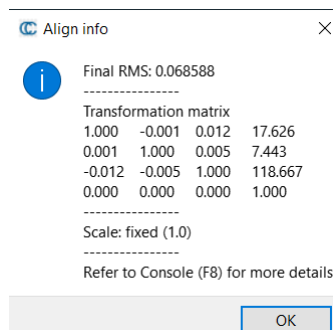 Align info
Final RMS: 0.068588
----------------
Transformation matrix
1.000 -0.001 0.012 17.626
0.001 1.000 0.005 7.443
-0.012 -0.005 1.000 118.667
0.000 0.000 0.000 1.000
----------------
Scale: fixed (1.0)
----------------
Refer to Console (F8) for more details
OK